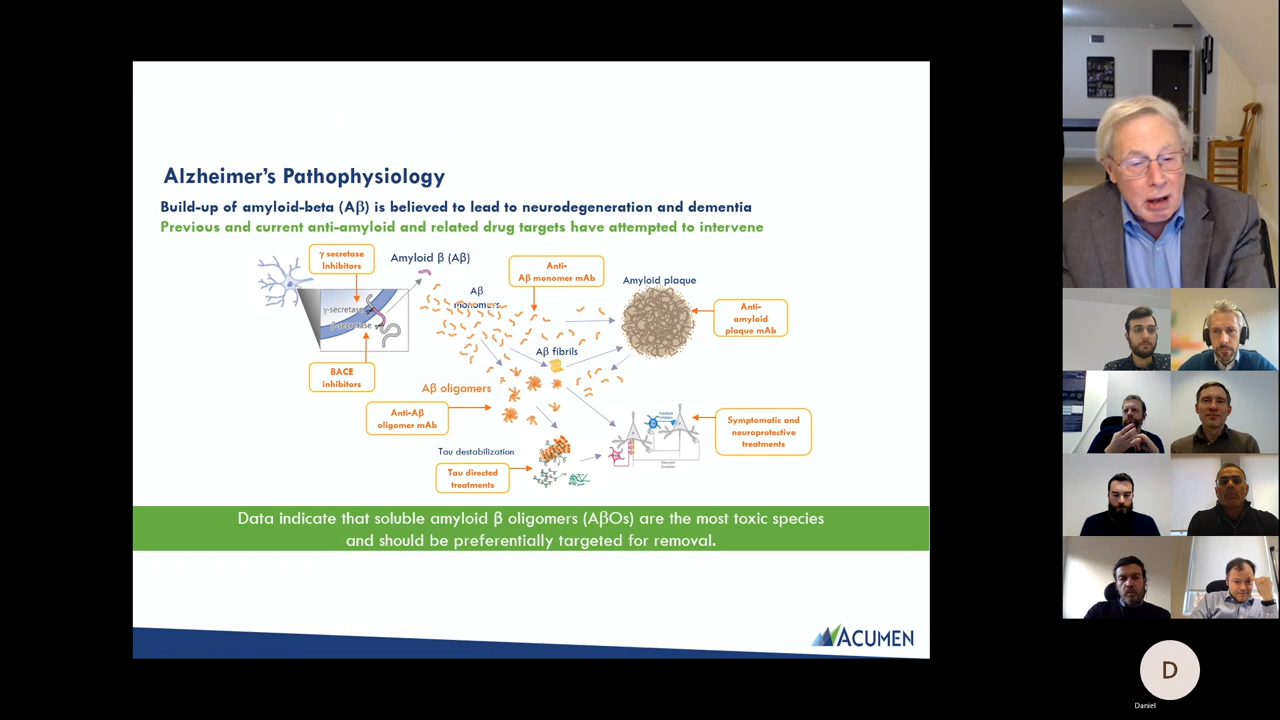 Alzheimer's Pathophysiology
Build-up of amyloid-beta (Aβ) is believed to lead to neurodegeneration and dementia
Previous and current anti-amyloid and related drug targets have attempted to intervene
γ secretase
Inhibitors
Amyloid β (Aβ)
Anti-
Aβ monomer mAb
Aβ
monomers
Amyloid plaque
γ-secretase
β-secretase
Anti-
amyloid
plaque mAb
Aβ fibrils
BACE
inhibitors
Aβ oligomers
Anti-Aβ
oligomer mAb
Symptomatic and
neuroprotective
treatments
Tau destabilization
Tau directed
treatments
Data indicate that soluble amyloid β oligomers (AβOs) are the most toxic species
and should be preferentially targeted for removal.
ACUMEN
D
Daniel